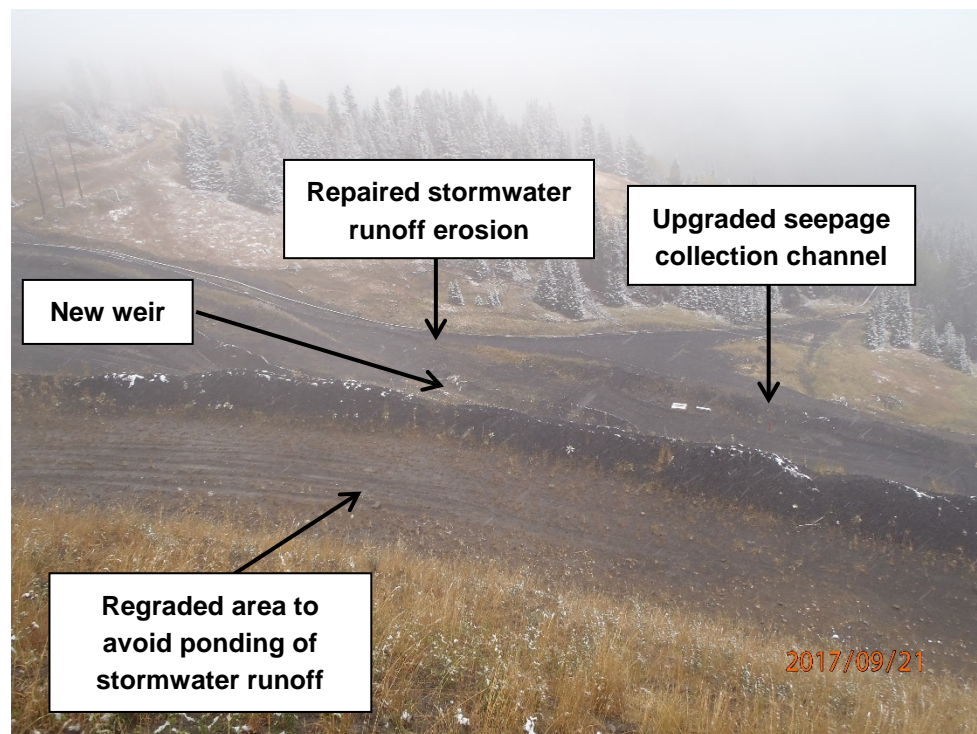 Repaired stormwater
runoff erosion
Upgraded seepage
collection channel
New weir
Regraded area to
avoid ponding of
stormwater runoff
2017/09/21